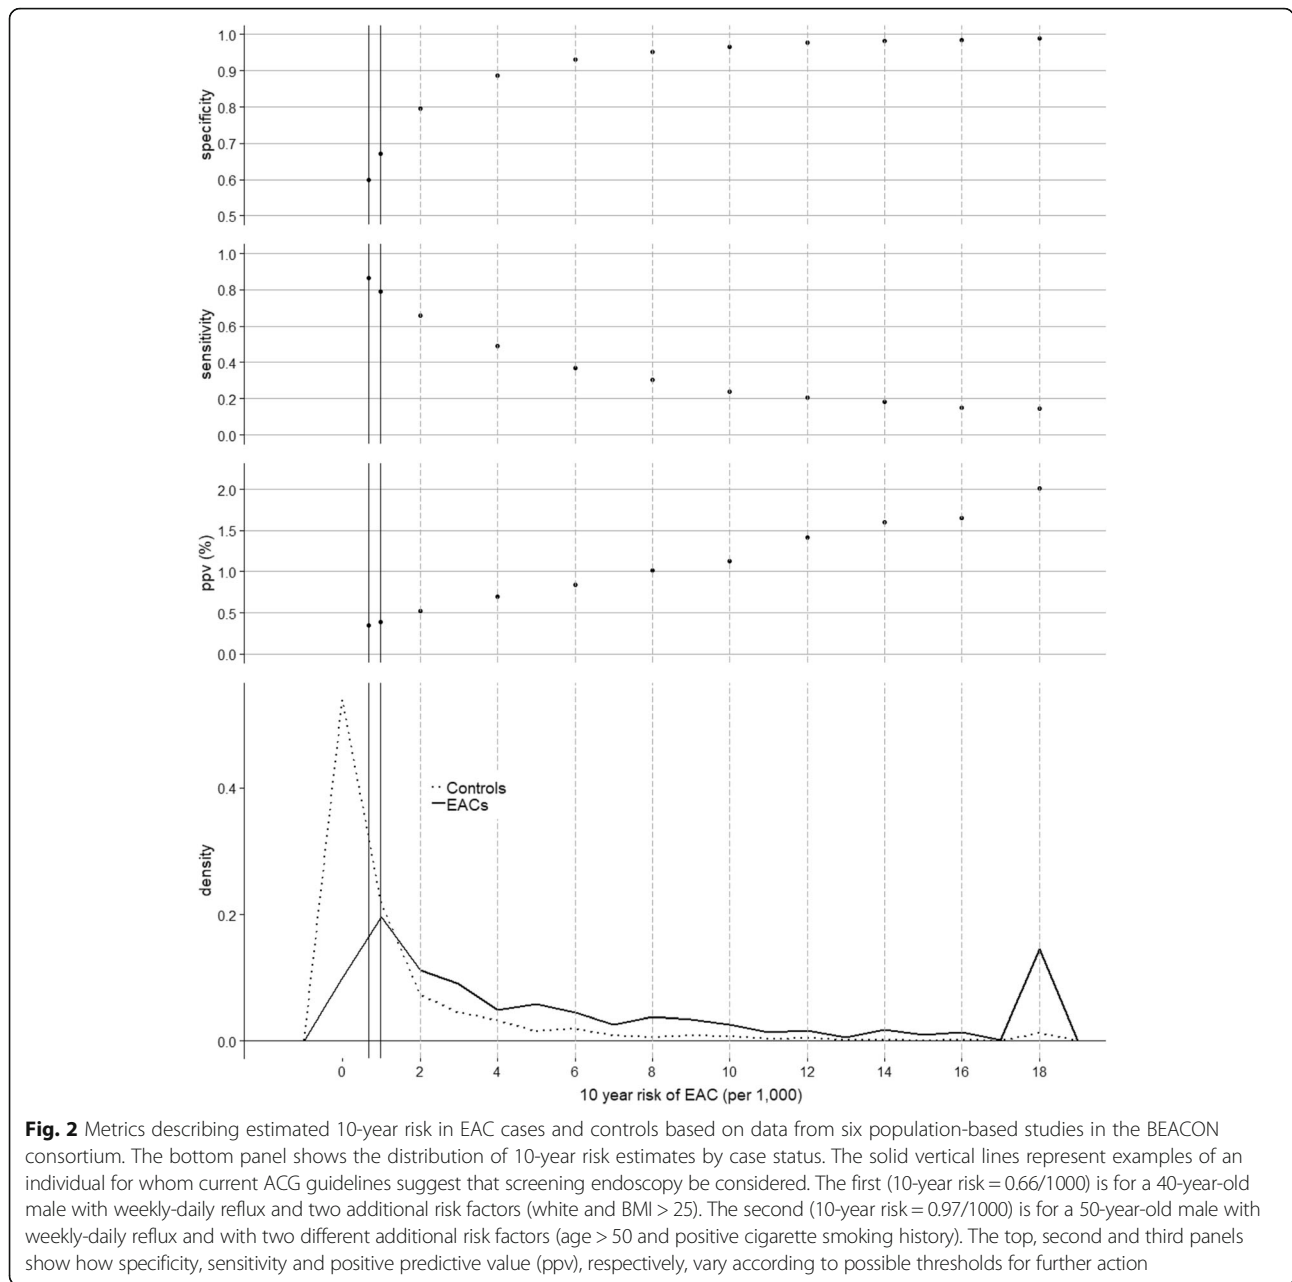 1.0
0.9
0.8
0.7
0.6
0.5
specificity
1.0
0.8
0.6
0.4
0.2
0.0
sensitivity
2.0
1.5
1.0
0.5
0.0
ppv (%)
0.4
0.2
0.0
density
Controls
EACs
0 2 4 6 8 10 12 14 16 18
10 year risk of EAC (per 1,000)
Fig. 2 Metrics describing estimated 10-year risk in EAC cases and controls based on data from six population-based studies in the BEACON
consortium. The bottom panel shows the distribution of 10-year risk estimates by case status. The solid vertical lines represent examples of an
individual for whom current ACG guidelines suggest that screening endoscopy be considered. The first (10-year risk = 0.66/1000) is for a 40-year-old
male with weekly-daily reflux and two additional risk factors (white and BMI > 25). The second (10-year risk = 0.97/1000) is for a 50-year-old male with
weekly-daily reflux and with two different additional risk factors (age > 50 and positive cigarette smoking history). The top, second and third panels
show how specificity, sensitivity and positive predictive value (ppv), respectively, vary according to possible thresholds for further action